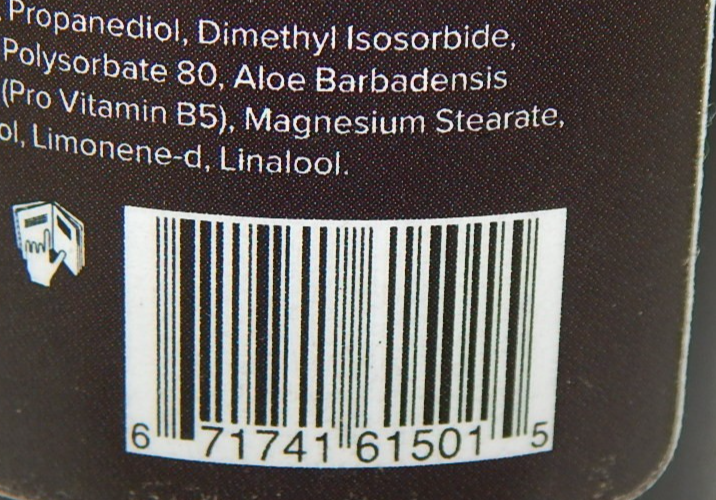 Propanediol, Dimethyl Isosorbide,
Polysorbate 80, Aloe Barbadensis
(Pro Vitamin B5), Magnesium Stearate,
ol, Limonene-d, Linalool.
6 71741 61501 5